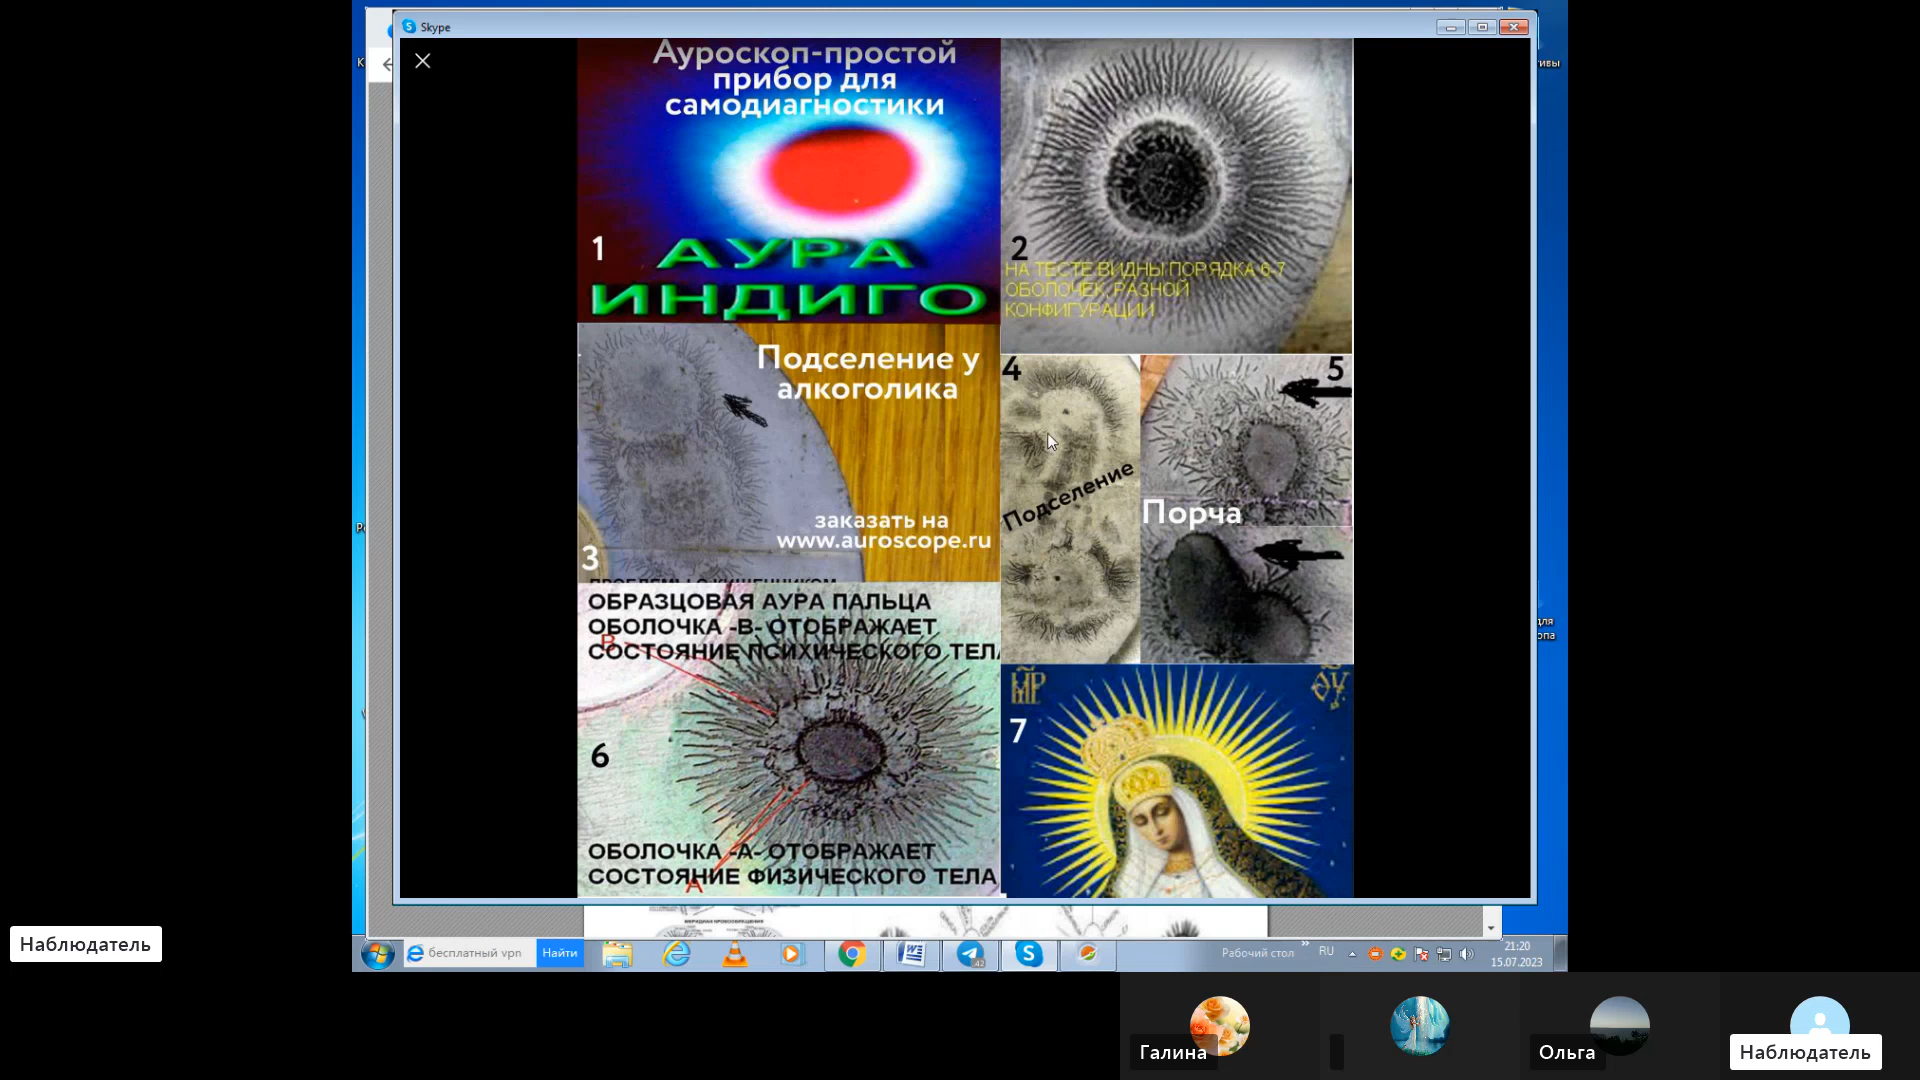 Skype
Ауроскоп-простой
прибор для
самодиагностики
1
АУРА
ИНДИГО
2
НА ТЕСТЕ ВИДНЫ ПОРЯДКА 6-7
ОБОЛОЧЕК, РАЗНОЙ
КОНФИГУРАЦИИ
Подселение у
алкоголика
заказать на
www.auroscope.ru
3
4
Подселение
5
Порча
ОБРАЗЦОВАЯ АУРА ПАЛЬЦА
ОБОЛОЧКА -В- ОТОБРАЖАЕТ
В
СОСТОЯНИЕ ПСИХИЧЕСКОГО ТЕЛА
6
ОБОЛОЧКА -А- ОТОБРАЖАЕТ
СОСТОЯНИЕ ФИЗИЧЕСКОГО ТЕЛА
А
7
бесплатный vpn
Найти
42
Рабочий стол
RU
21:20
15.07.2023
Наблюдатель
Галина
Ольга
Наблюдатель